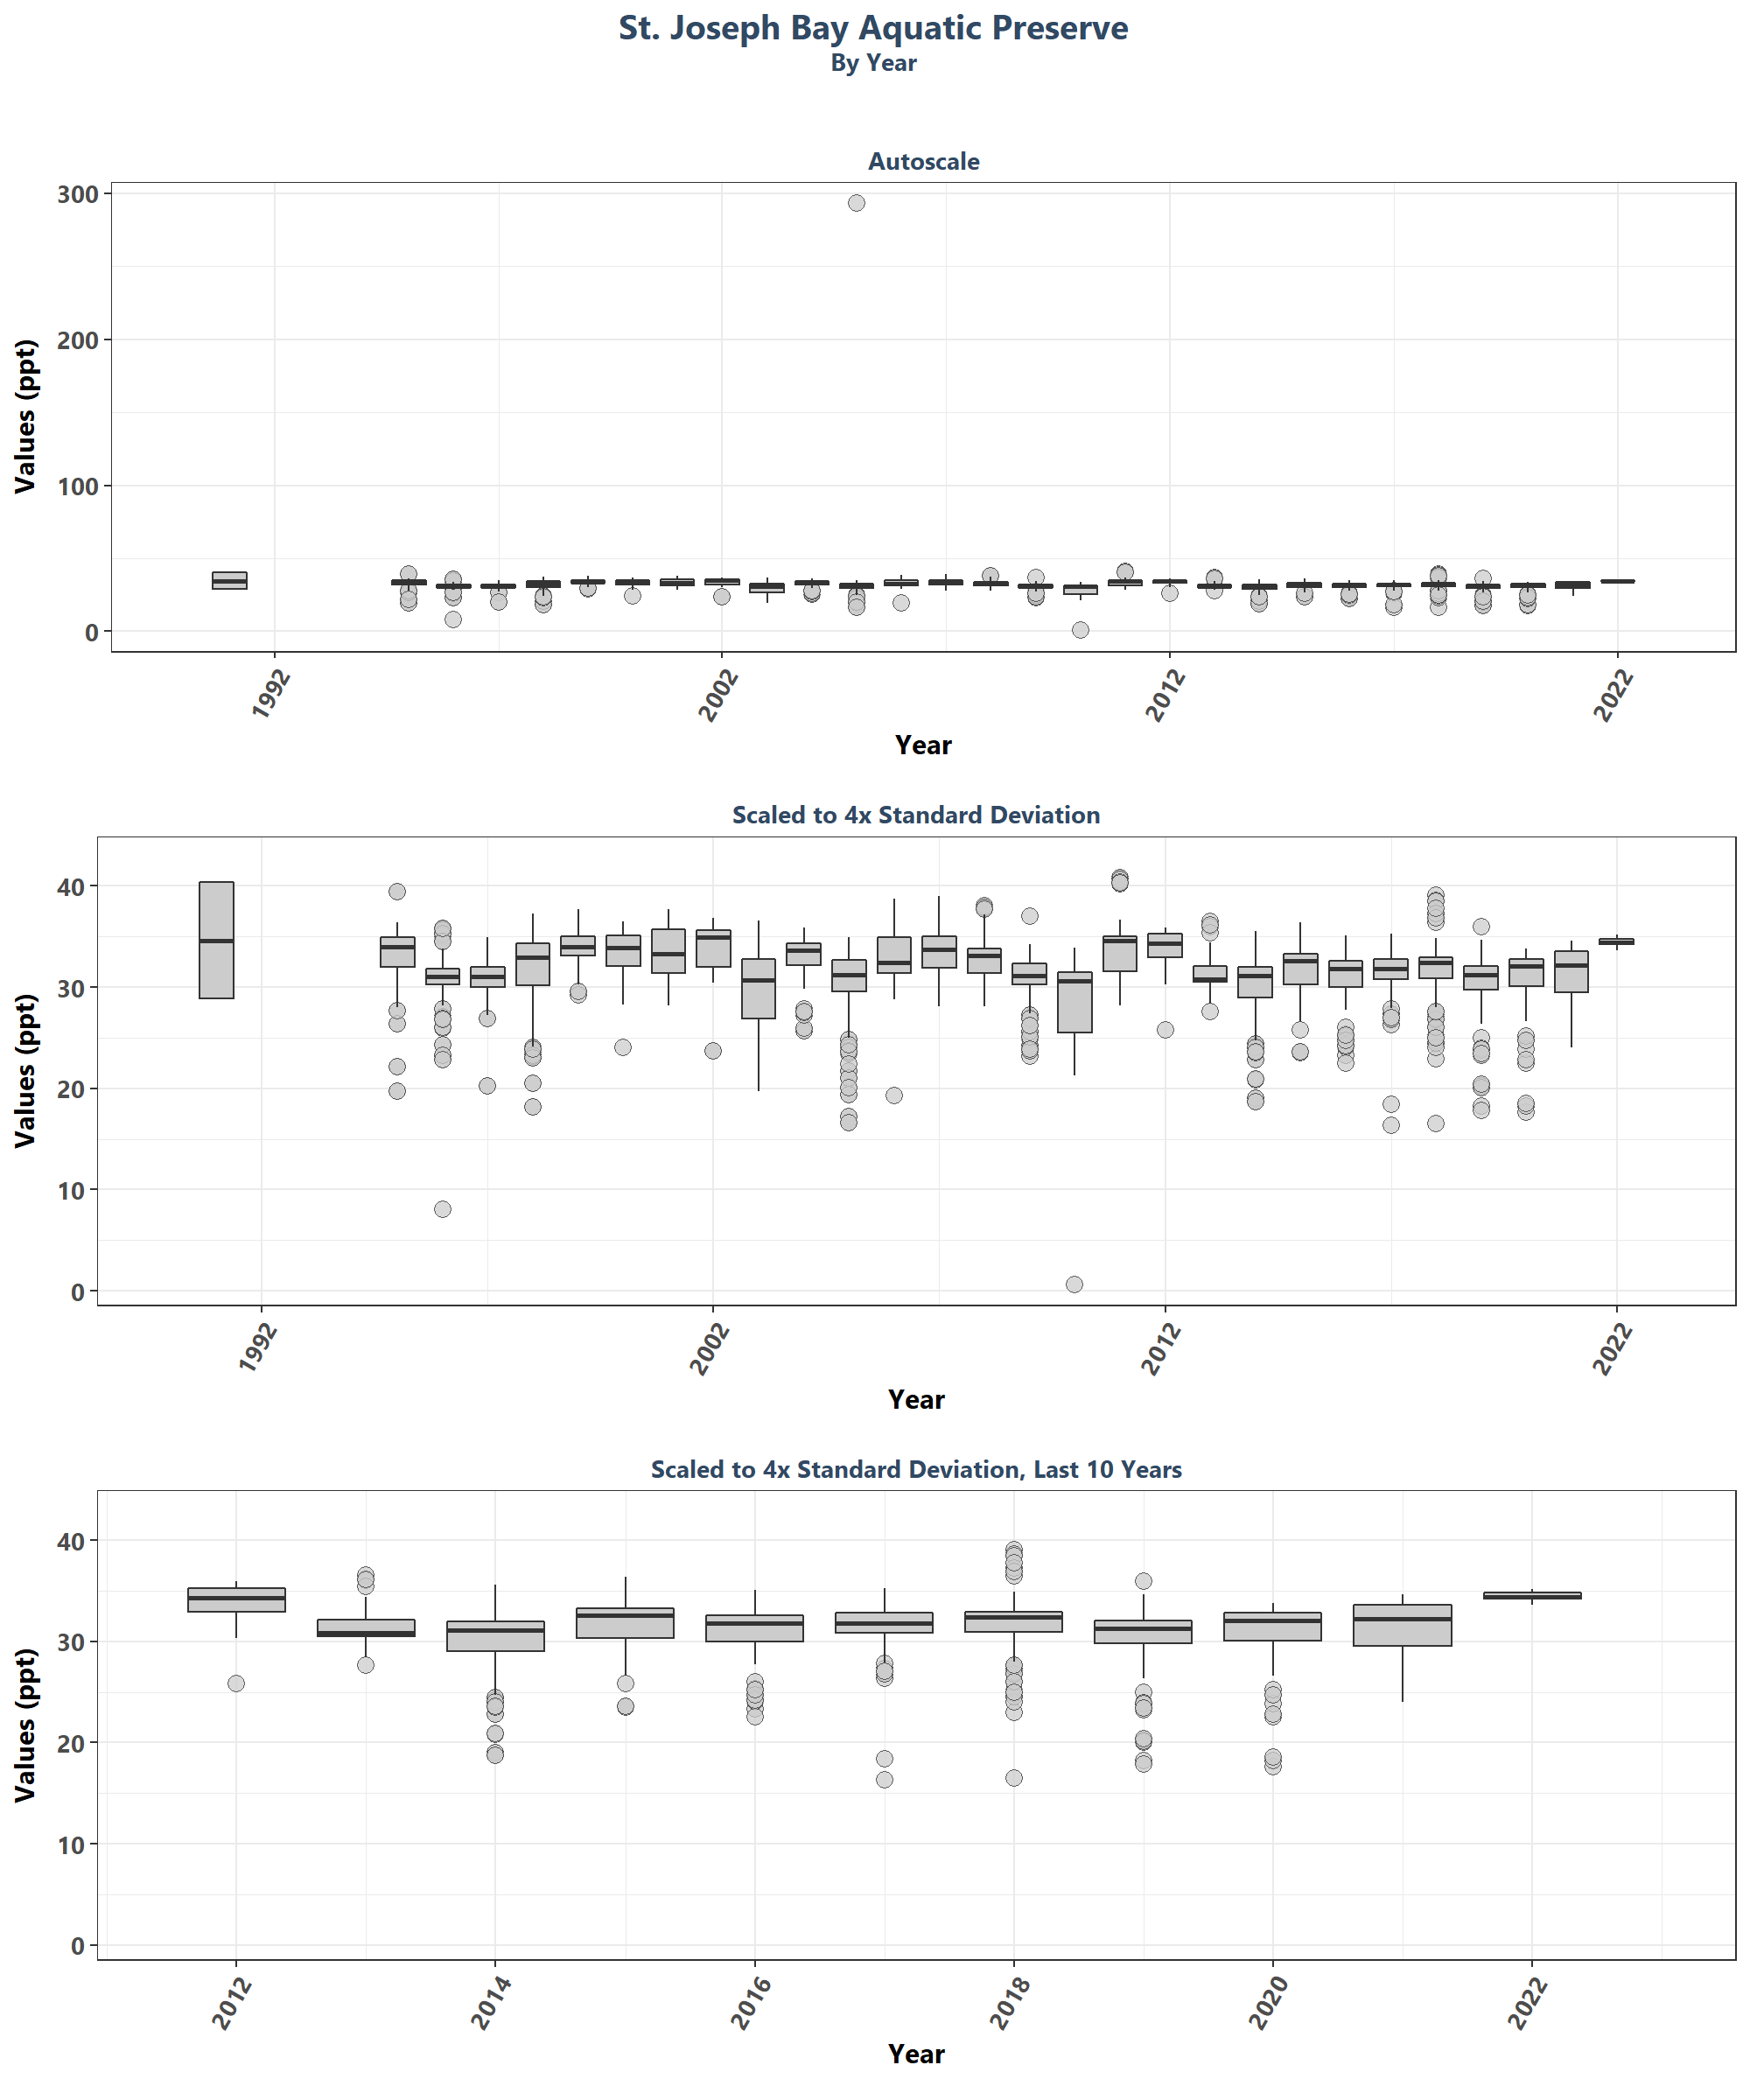 St. Joseph Bay Aquatic Preserve
By Year
Autoscale
Values (ppt)
300
200
100
0
1992
2002
2012
2022
Year
Scaled to 4x Standard Deviation
Values (ppt)
40
30
20
10
0
1992
2002
2012
2022
Year
Scaled to 4x Standard Deviation, Last 10 Years
Values (ppt)
40
30
20
10
0
2012
2014
2016
2018
2020
2022
Year